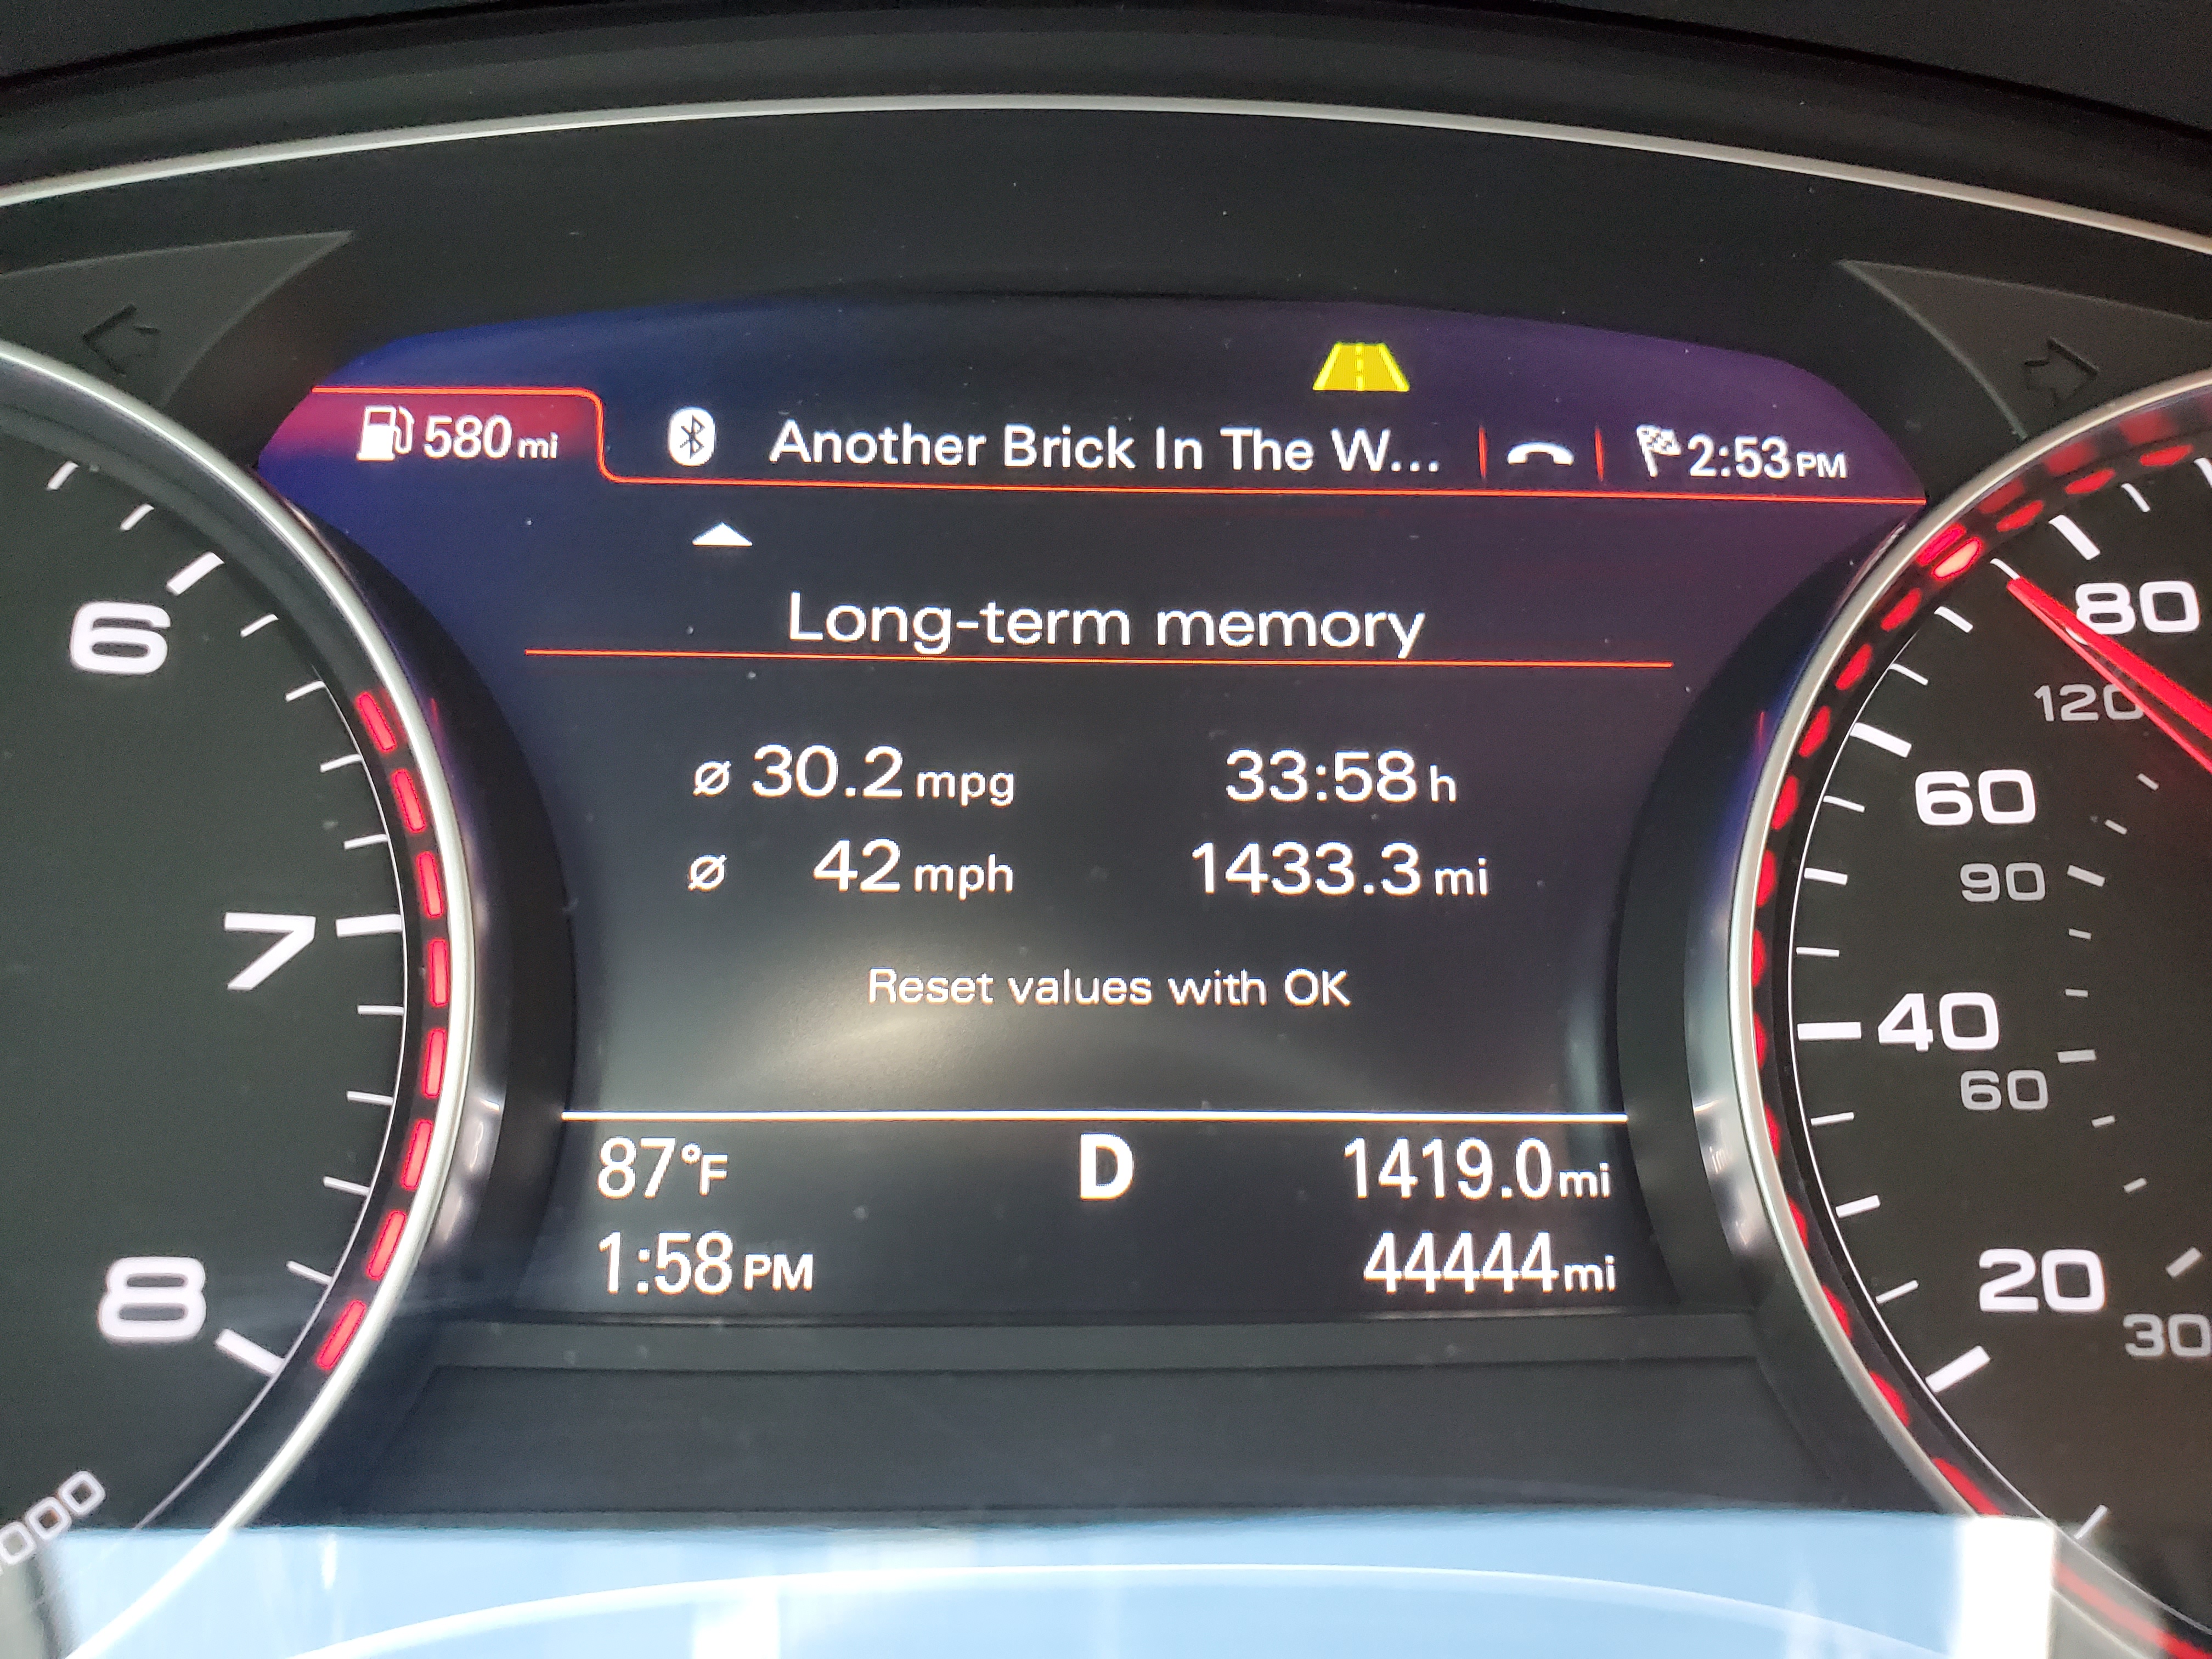 580 mi Another Brick In The W... 2:53 PM
Long-term memory
ø 30.2 mpg 33:58 h
ø 42 mph 1433.3 mi
Reset values with OK
87°F D 1419.0 mi
1:58 PM 44444 mi
6
7
8
000
80
120
60
90
40
60
20
30